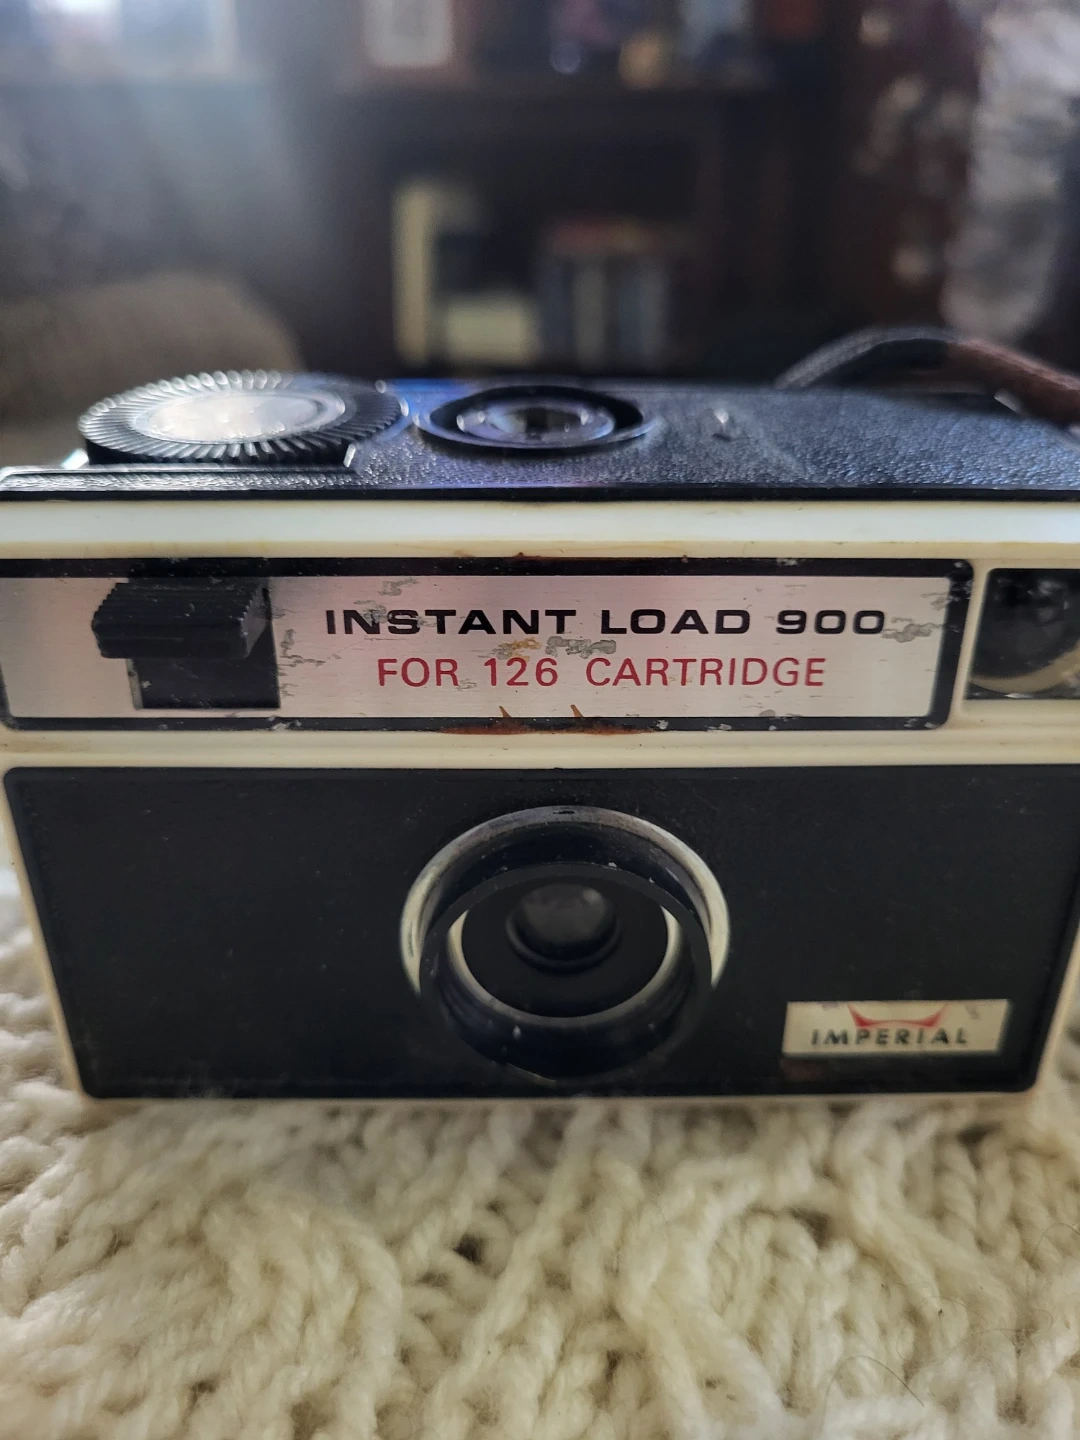 INSTANT LOAD 900
FOR 126 CARTRIDGE
IMPERIAL